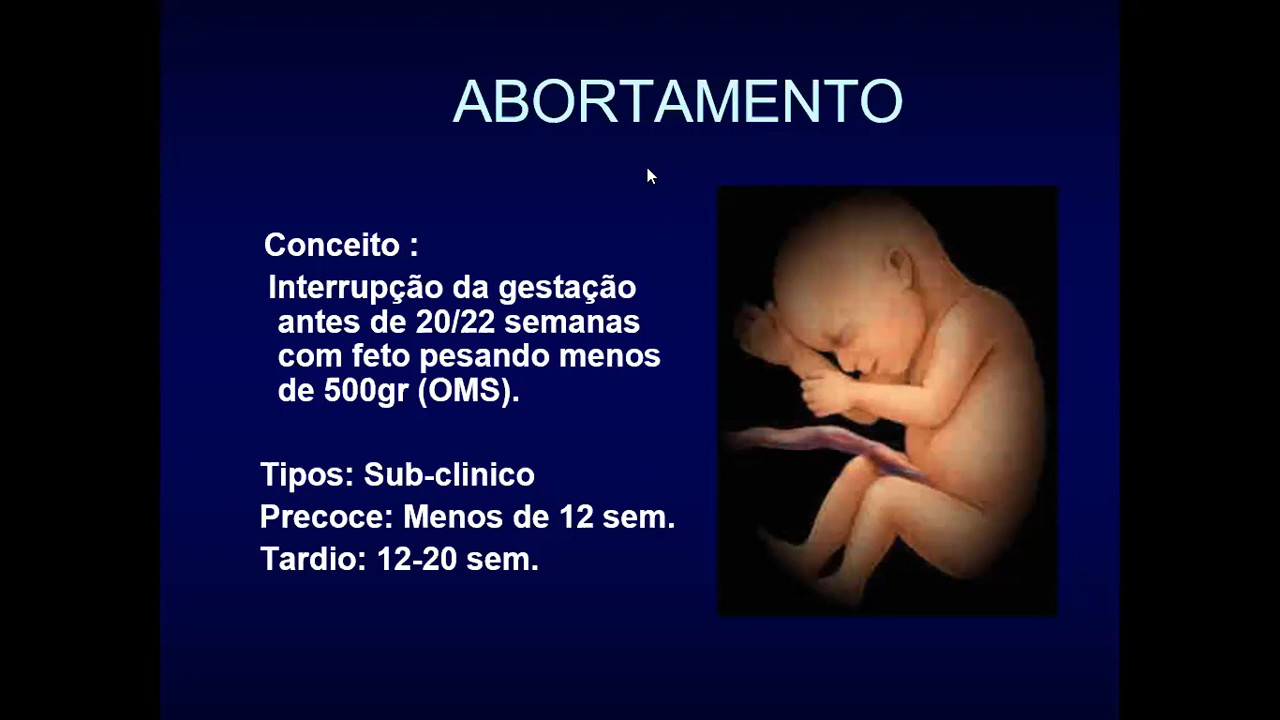 ABORTAMENTO
Conceito :
Interrupção da gestação
antes de 20/22 semanas
com feto pesando menos
de 500gr (OMS).
Tipos: Sub-clinico
Precoce: Menos de 12 sem.
Tardio: 12-20 sem.